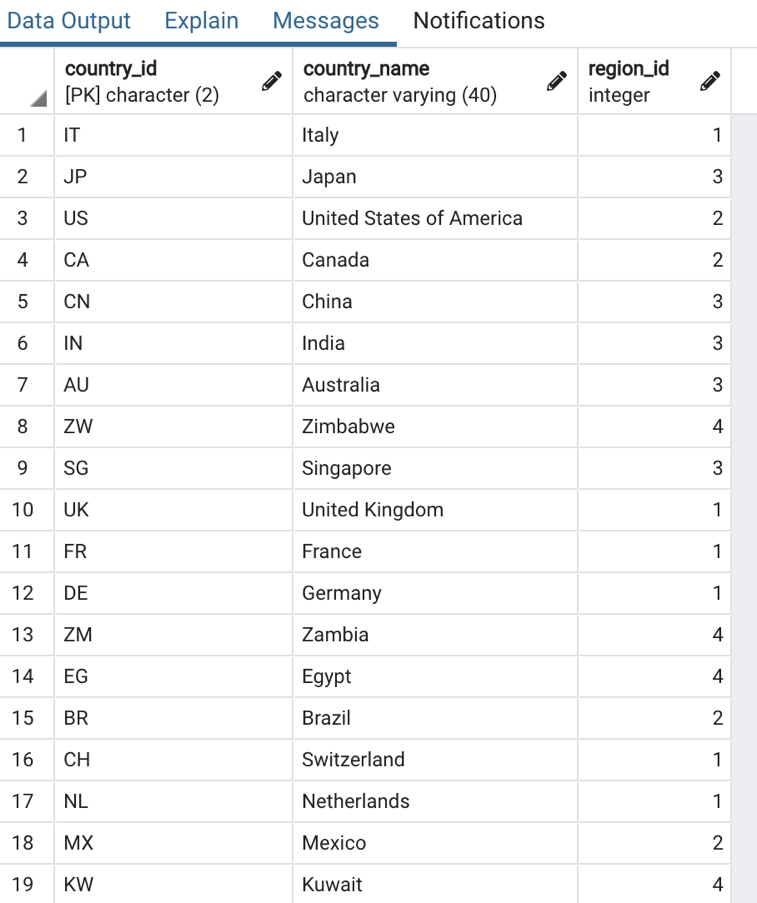 Data Output Explain Messages Notifications
country_id country_name region_id
[PK] character (2) character varying (40) integer
1 IT Italy 1
2 JP Japan 3
3 US United States of America 2
4 CA Canada 2
5 CN China 3
6 IN India 3
7 AU Australia 3
8 ZW Zimbabwe 4
9 SG Singapore 3
10 UK United Kingdom 1
11 FR France 1
12 DE Germany 1
13 ZM Zambia 4
14 EG Egypt 4
15 BR Brazil 2
16 CH Switzerland 1
17 NL Netherlands 1
18 MX Mexico 2
19 KW Kuwait 4